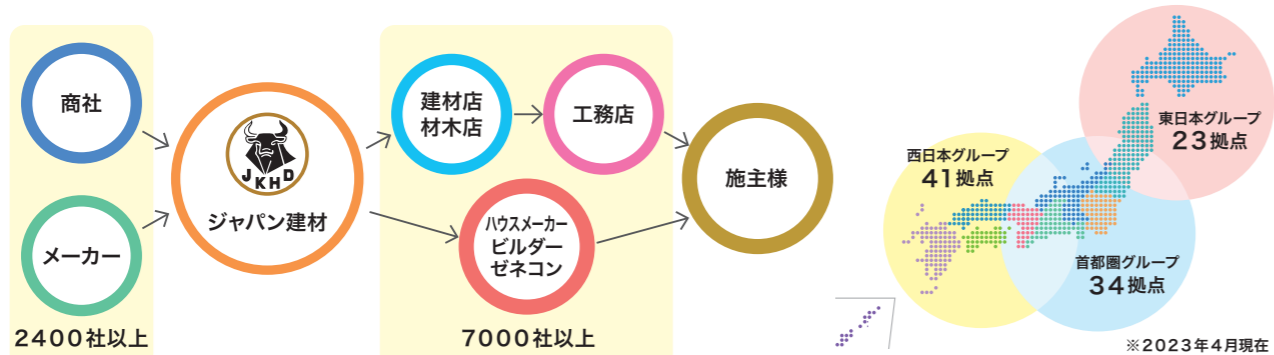 商社
メーカー
2400社以上
JKHD
ジャパン建材
建材店
材木店
工務店
ハウスメーカー
ビルダー
ゼネコン
7000社以上
施主様
東日本グループ
23拠点
西日本グループ
41拠点
首都圏グループ
34拠点
※2023年4月現在